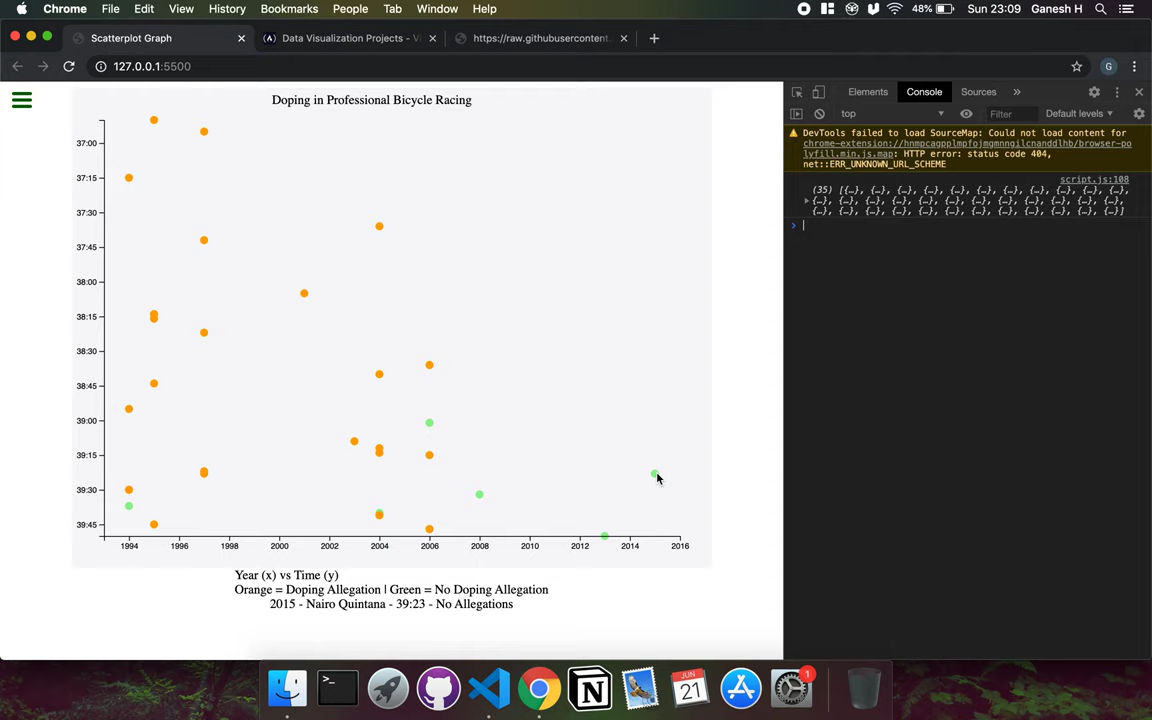 Chrome File Edit View History Bookmarks People Tab Window Help 48% Sun 23:09 Ganesh H
Scatterplot Graph
Data Visualization Projects - V
https://raw.githubusercontent.
127.0.0.1:5500
G
Doping in Professional Bicycle Racing
37:00
37:15
37:30
37:45
38:00
38:15
38:30
38:45
39:00
39:15
39:30
39:45
1994 1996 1998 2000 2002 2004 2006 2008 2010 2012 2014 2016
Year (x) vs Time (y)
Orange = Doping Allegation | Green = No Doping Allegation
2015 - Nairo Quintana - 39:23 - No Allegations
Elements Console Sources »
top Filter Default levels
DevTools failed to load SourceMap: Could not load content for
chrome-extension://hnmpcagpplmpfojmgmnngilcnanddlhb/browser-po
lyfill.min.js.map: HTTP error: status code 404,
net::ERR_UNKNOWN_URL_SCHEME
script.js:108
(35) [{…}, {…}, {…}, {…}, {…}, {…}, {…}, {…}, {…}, {…}, {…},
{…}, {…}, {…}, {…}, {…}, {…}, {…}, {…}, {…}, {…}, {…}, {…},
{…}, {…}, {…}, {…}, {…}, {…}, {…}, {…}, {…}, {…}, {…}, {…}]
>
>_
N
JUN
21
1